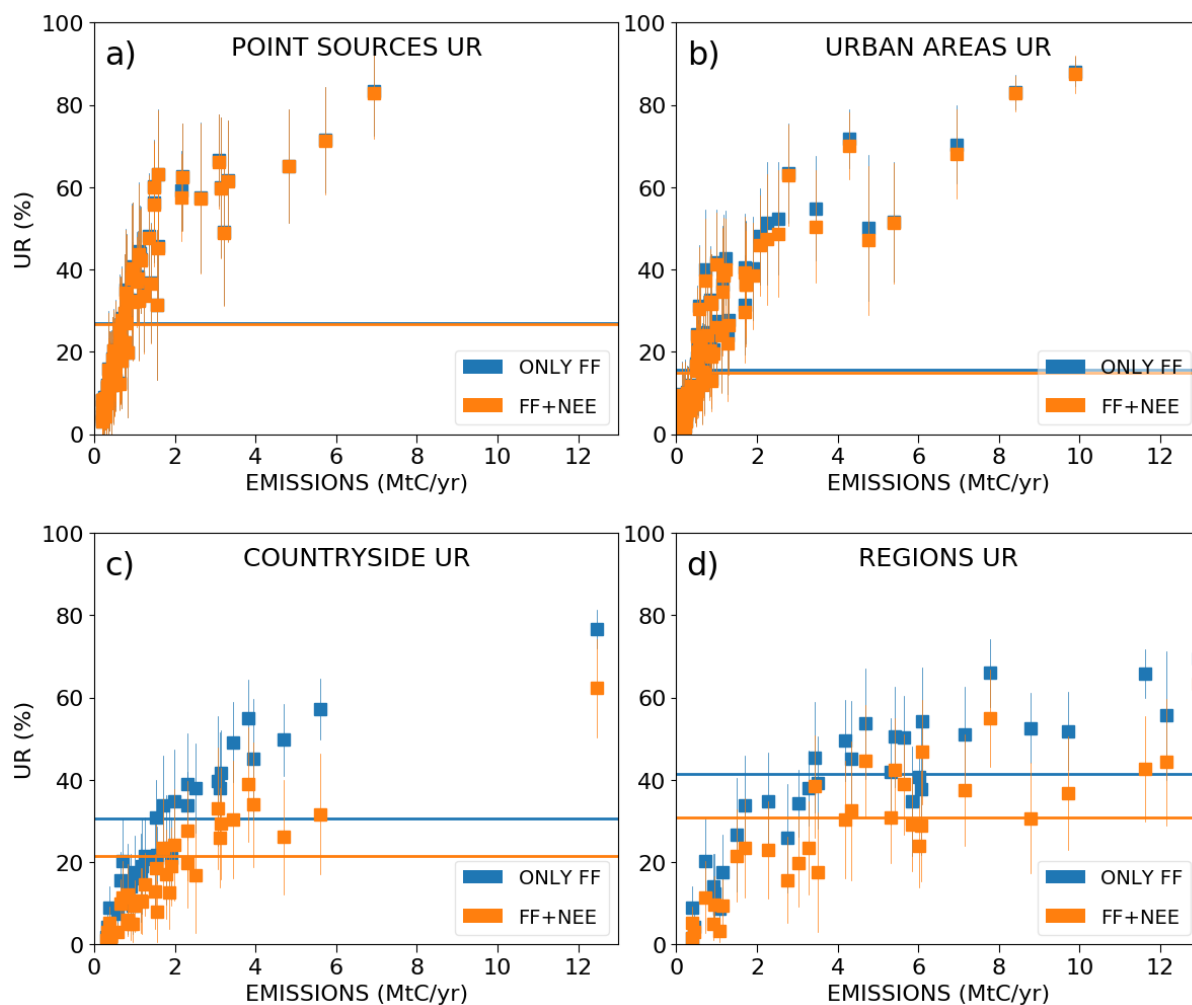 a) POINT SOURCES UR
UR (%)
100
80
60
40
20
0
0 2 4 6 8 10 12
EMISSIONS (MtC/yr)
ONLY FF
FF+NEE
b) URBAN AREAS UR
100
80
60
40
20
0
0 2 4 6 8 10 12
EMISSIONS (MtC/yr)
ONLY FF
FF+NEE
c) COUNTRYSIDE UR
UR (%)
100
80
60
40
20
0
0 2 4 6 8 10 12
EMISSIONS (MtC/yr)
ONLY FF
FF+NEE
d) REGIONS UR
100
80
60
40
20
0
0 2 4 6 8 10 12
EMISSIONS (MtC/yr)
ONLY FF
FF+NEE